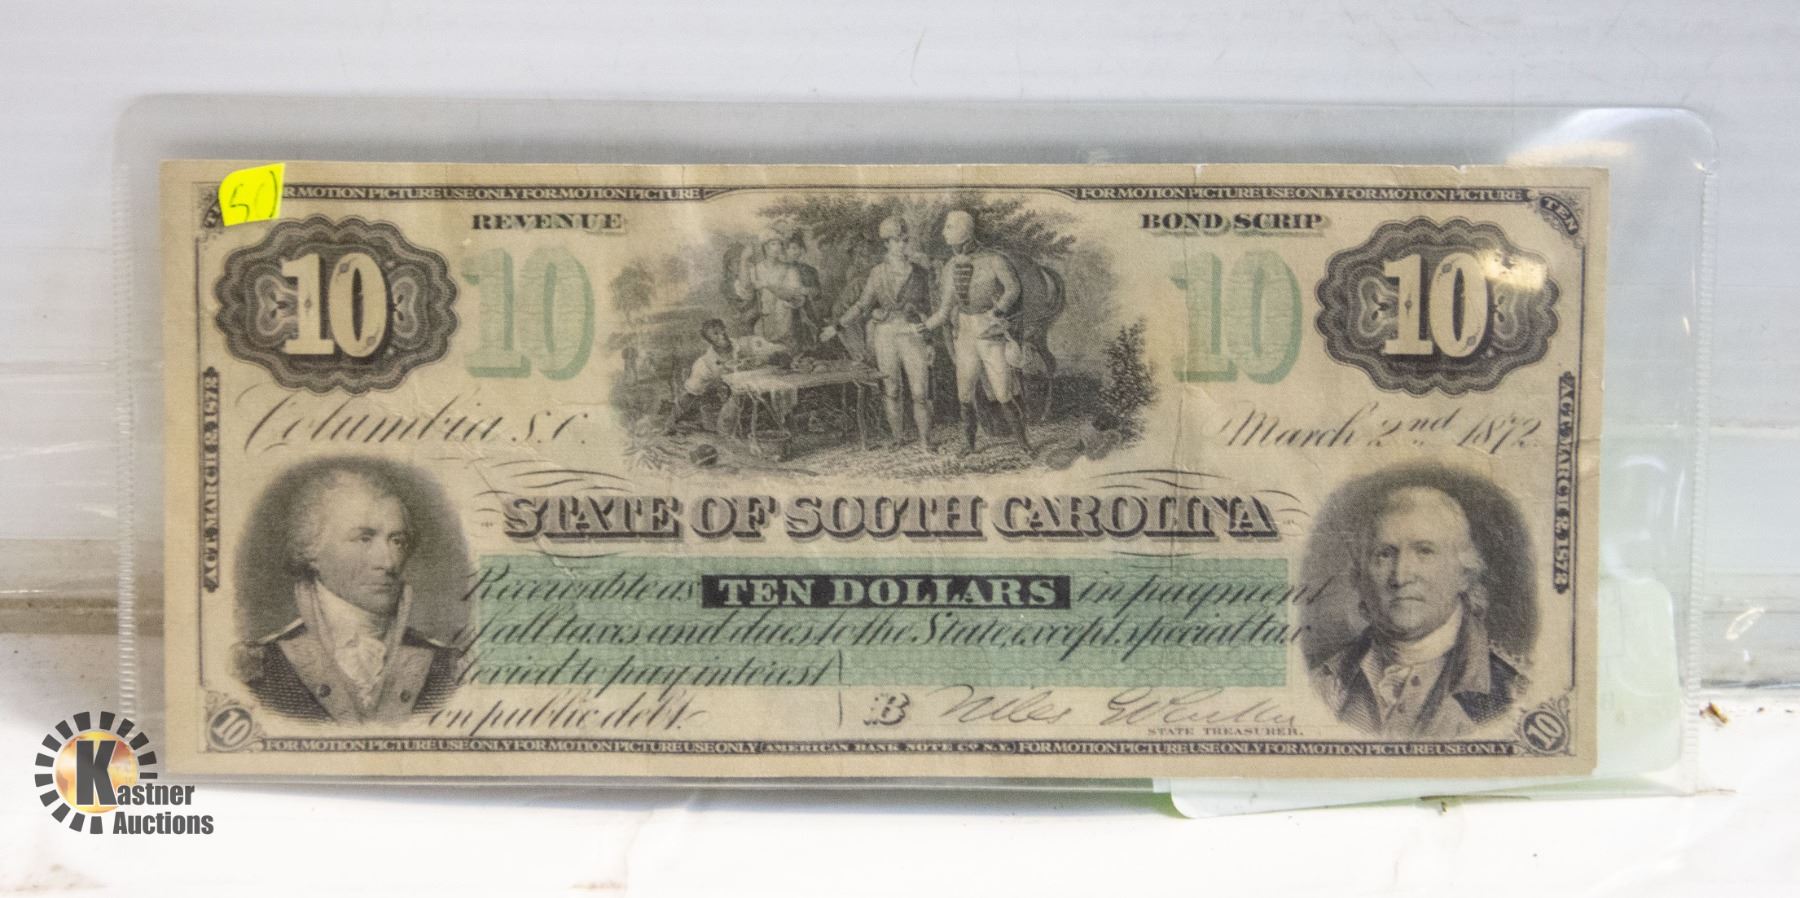 50
R MOTION PICTURE USE ONLY FOR MOTION PICTURE
FOR MOTION PICTURE USE ONLY FOR MOTION PICTURE
TEN
REVENUE
BOND SCRIP
10
10
10
10
Columbia S.C.
March 2nd 1872
ACT MARCH 2, 1872
ACT MARCH 2, 1872
STATE OF SOUTH CAROLINA
Receivable as TEN DOLLARS in payment
of all taxes and dues to the State, except special tax
levied to pay interest
on public debt.
B Niles G Parker
STATE TREASURER.
10
FOR MOTION PICTURE USE ONLY FOR MOTION PICTURE USE ONLY (AMERICAN BANK NOTE CO N.Y.) FOR MOTION PICTURE USE ONLY FOR MOTION PICTURE USE ONLY
10
Kastner
Auctions